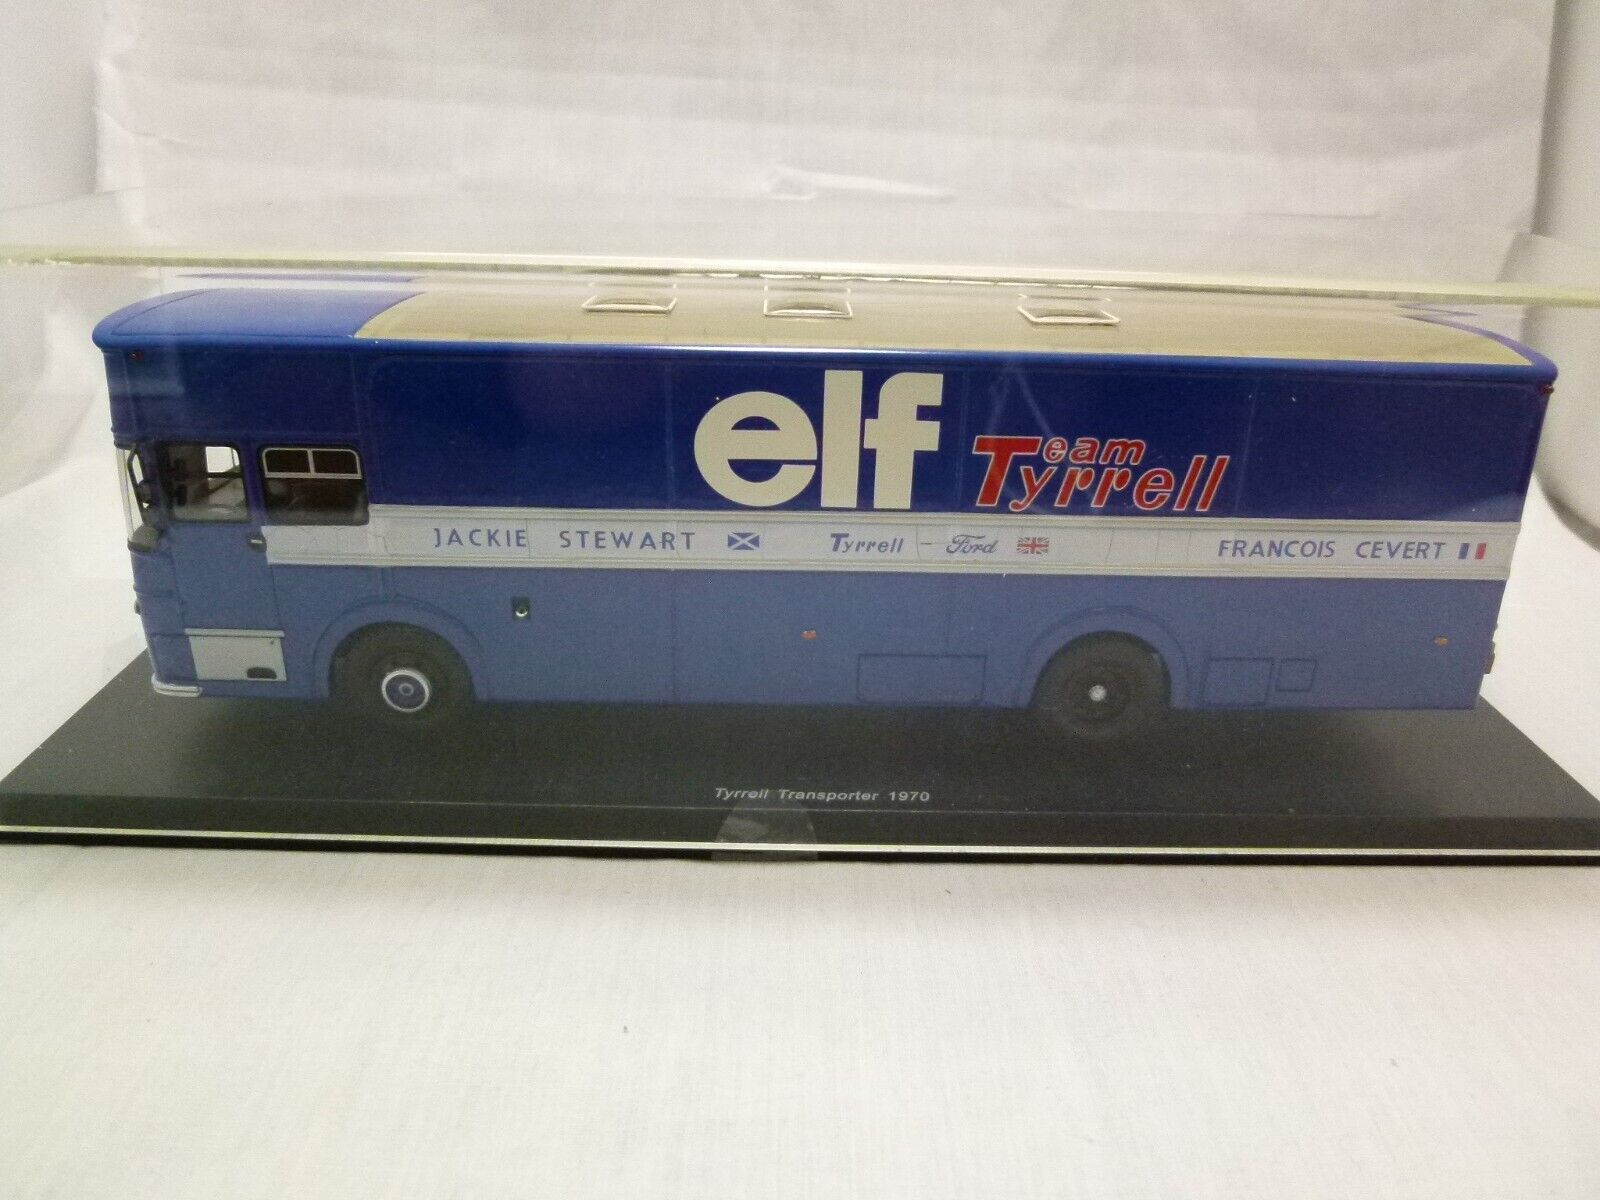 elf
Team Tyrrell
JACKIE STEWART Tyrrell - Ford FRANCOIS CEVERT
Tyrrell Transporter 1970